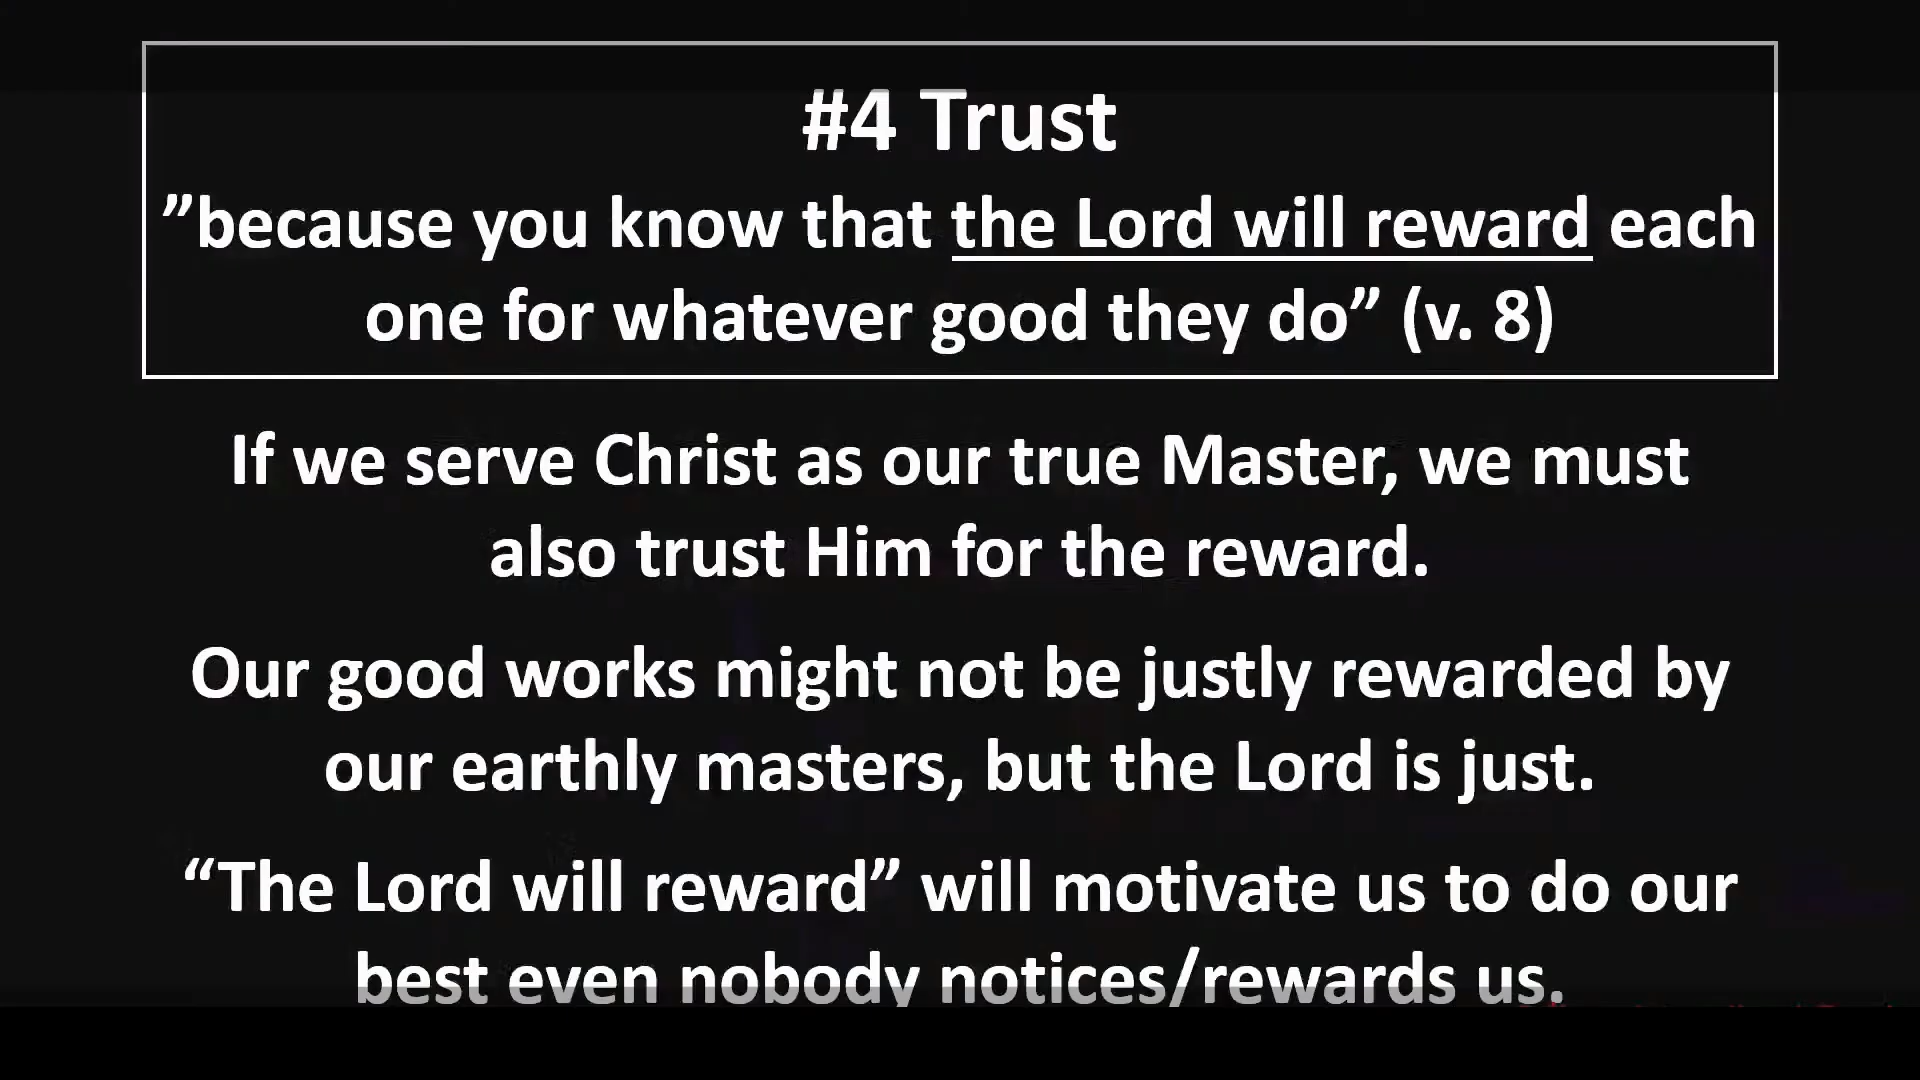 #4 Trust
”because you know that the Lord will reward each
one for whatever good they do” (v. 8)
If we serve Christ as our true Master, we must
also trust Him for the reward.
Our good works might not be justly rewarded by
our earthly masters, but the Lord is just.
“The Lord will reward” will motivate us to do our
best even nobody notices/rewards us.